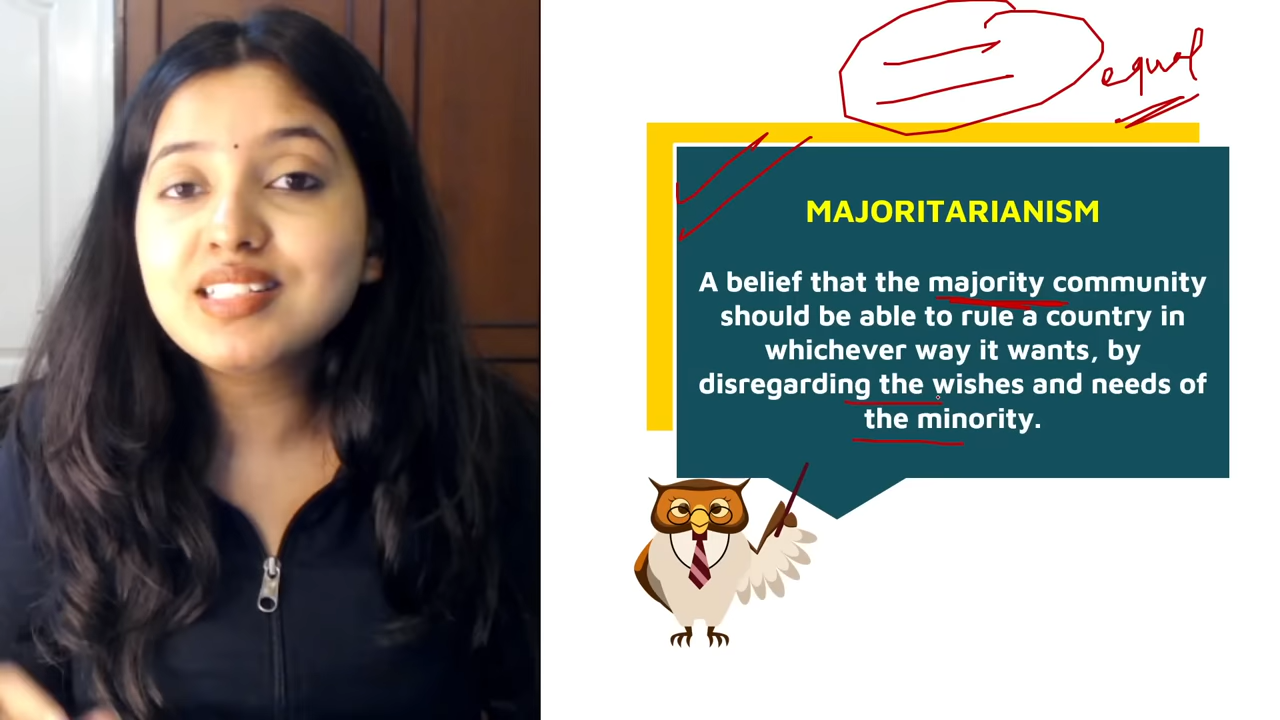 equal
MAJORITARIANISM
A belief that the majority community
should be able to rule a country in
whichever way it wants, by
disregarding the wishes and needs of
the minority.